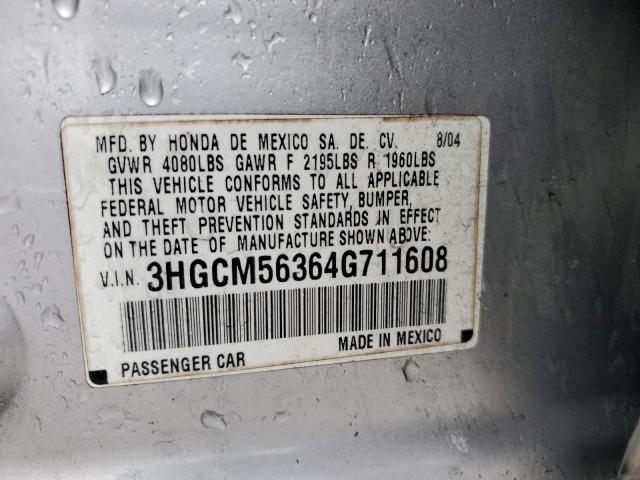 MFD. BY HONDA DE MEXICO SA. DE. CV. 8/04
GVWR 4080LBS GAWR F 2195LBS R 1960LBS
THIS VEHICLE CONFORMS TO ALL APPLICABLE
FEDERAL MOTOR VEHICLE SAFETY, BUMPER,
AND THEFT PREVENTION STANDARDS IN EFFECT
ON THE DATE OF MANUFACTURE SHOWN ABOVE:
V.I.N. 3HGCM56364G711608
PASSENGER CAR MADE IN MEXICO